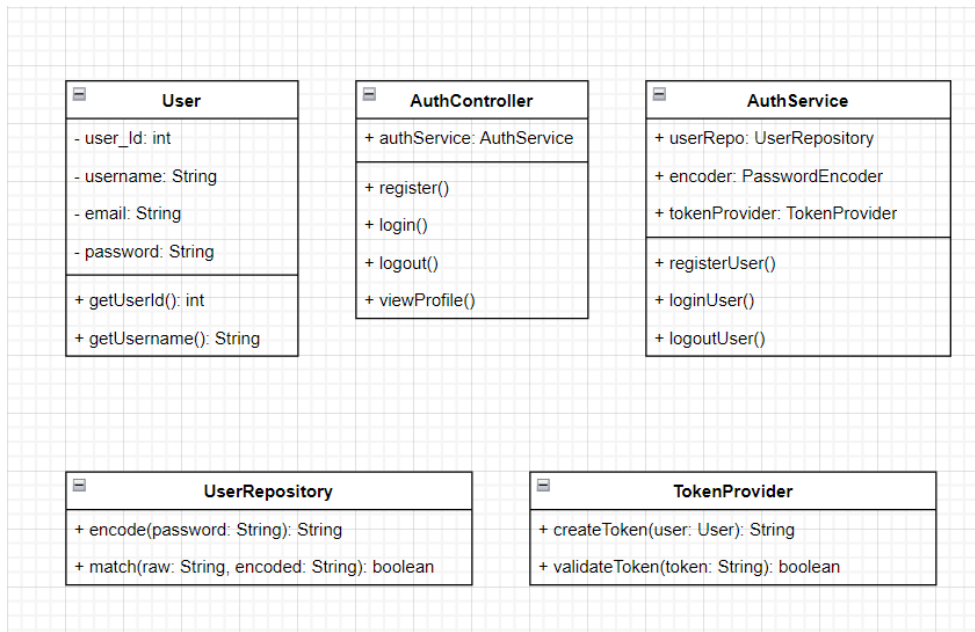 User
- user_Id: int
- username: String
- email: String
- password: String
+ getUserId(): int
+ getUsername(): String
AuthController
+ authService: AuthService
+ register()
+ login()
+ logout()
+ viewProfile()
AuthService
+ userRepo: UserRepository
+ encoder: PasswordEncoder
+ tokenProvider: TokenProvider
+ registerUser()
+ loginUser()
+ logoutUser()
UserRepository
+ encode(password: String): String
+ match(raw: String, encoded: String): boolean
TokenProvider
+ createToken(user: User): String
+ validateToken(token: String): boolean